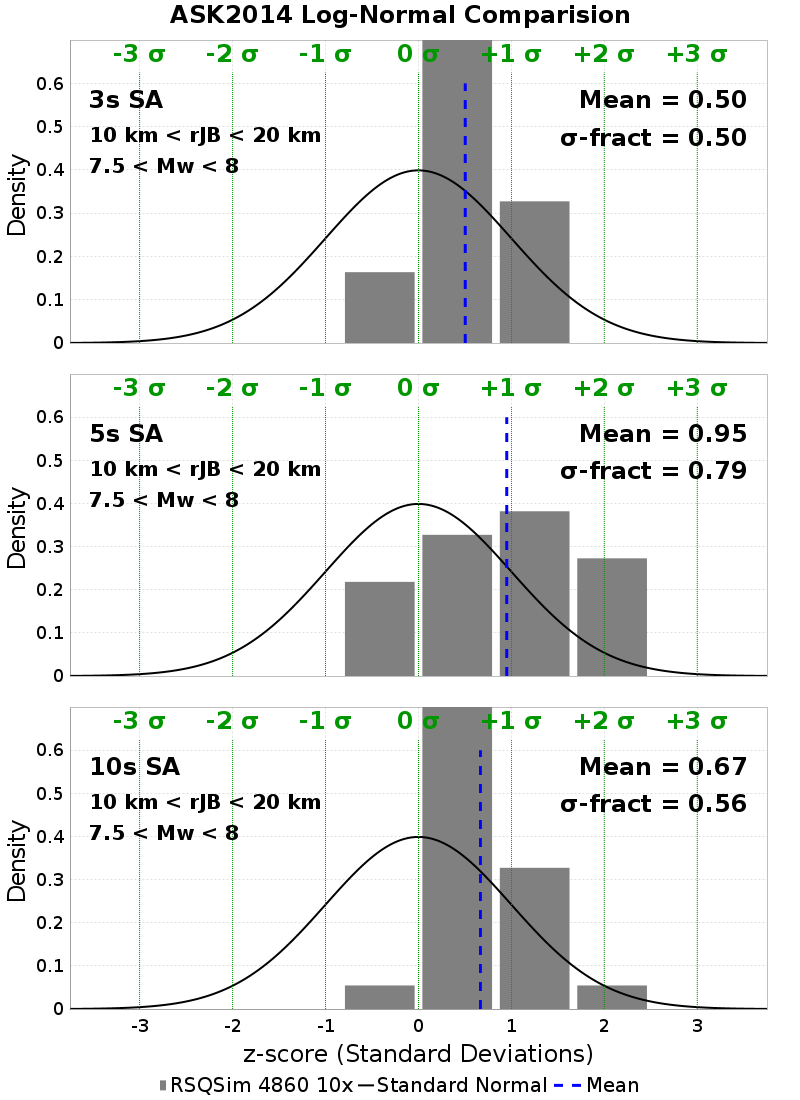 ASK2014 Log-Normal Comparision
-3 σ -2 σ -1 σ 0 σ +1 σ +2 σ +3 σ
3s SA
10 km < rJB < 20 km
7.5 < Mw < 8
Mean = 0.50
σ-fract = 0.50
Density
0.6
0.5
0.4
0.3
0.2
0.1
0
-3 σ -2 σ -1 σ 0 σ +1 σ +2 σ +3 σ
5s SA
10 km < rJB < 20 km
7.5 < Mw < 8
Mean = 0.95
σ-fract = 0.79
Density
0.6
0.5
0.4
0.3
0.2
0.1
0
-3 σ -2 σ -1 σ 0 σ +1 σ +2 σ +3 σ
10s SA
10 km < rJB < 20 km
7.5 < Mw < 8
Mean = 0.67
σ-fract = 0.56
Density
0.6
0.5
0.4
0.3
0.2
0.1
0
-3 -2 -1 0 1 2 3
z-score (Standard Deviations)
RSQSim 4860 10x Standard Normal Mean